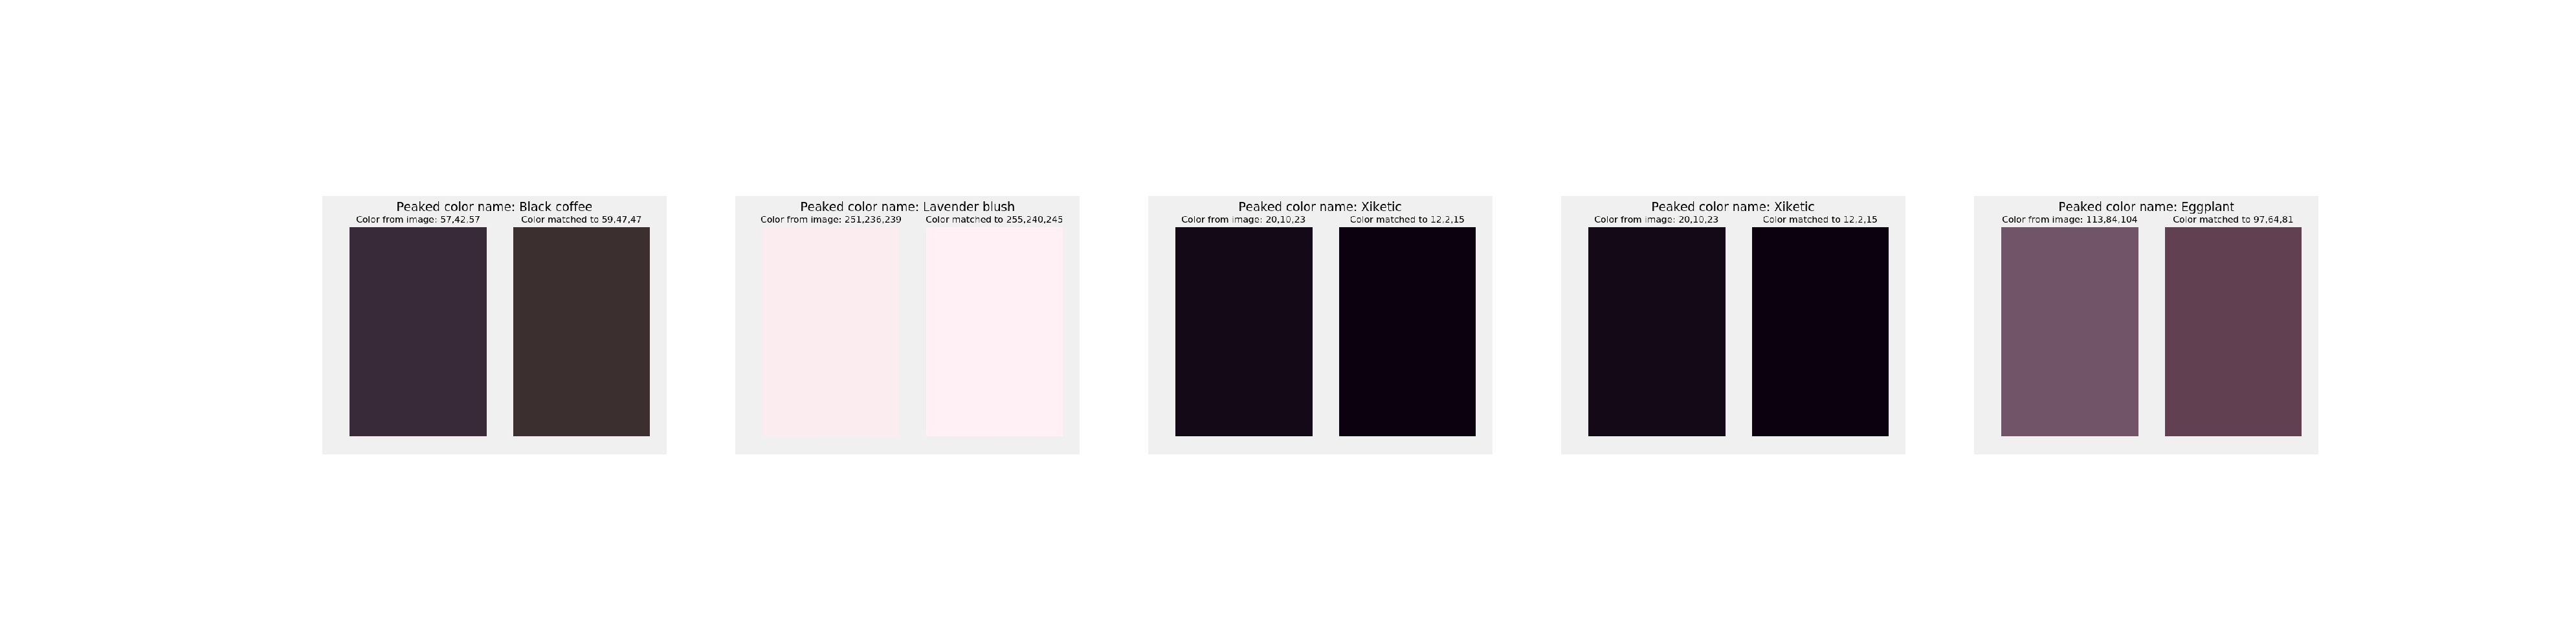 Peaked color name: Black coffee
Color from image: 57,42,57
Color matched to 59,47,47
Peaked color name: Lavender blush
Color from image: 251,236,239
Color matched to 255,240,245
Peaked color name: Xiketic
Color from image: 20,10,23
Color matched to 12,2,15
Peaked color name: Xiketic
Color from image: 20,10,23
Color matched to 12,2,15
Peaked color name: Eggplant
Color from image: 113,84,104
Color matched to 97,64,81